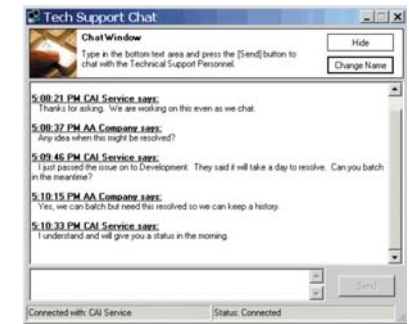 Tech Support Chat
ChatWindow
Type in the bottom text area and press the [Send] button to
chat with the Technical Support Personnel.
Hide
Change Name
5:08:21 PM CAI Service says:
Thanks for asking. We are working on this even as we chat.
5:08:37 PM AA Company says:
Any idea when this might be resolved?
5:09:46 PM CAI Service says:
I just passed the issue on to Development. They said it will take a day to resolve. Can you batch
in the meantime?
5:10:15 PM AA Company says:
Yes, we can batch but need this resolved so we can keep a history.
5:10:33 PM CAI Service says:
I understand and will give you a status in the morning.
Send
Connected with: CAI Service
Status: Connected